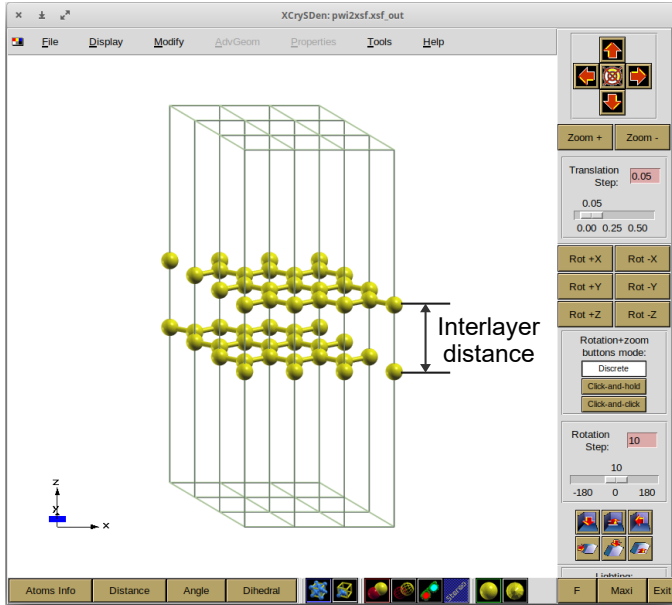 XCrySDen: pwi2xsf.xsf_out
File Display Modify AdvGeom Properties Tools Help
Zoom + Zoom -
Translation
Step: 0.05
0.05
0.00 0.25 0.50
Rot +X Rot -X
Rot +Y Rot -Y
Rot +Z Rot -Z
Rotation+zoom
buttons mode:
Discrete
Click-and-hold
Click-and-click
Rotation
Step: 10
10
-180 0 180
Interlayer
distance
z
y
x
Lighting:
Atoms Info Distance Angle Dihedral Stereo F Maxi Exit